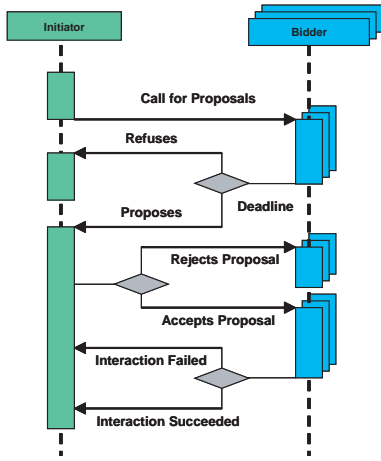 Initiator
Bidder
Call for Proposals
Refuses
Deadline
Proposes
Rejects Proposal
Accepts Proposal
Interaction Failed
Interaction Succeeded